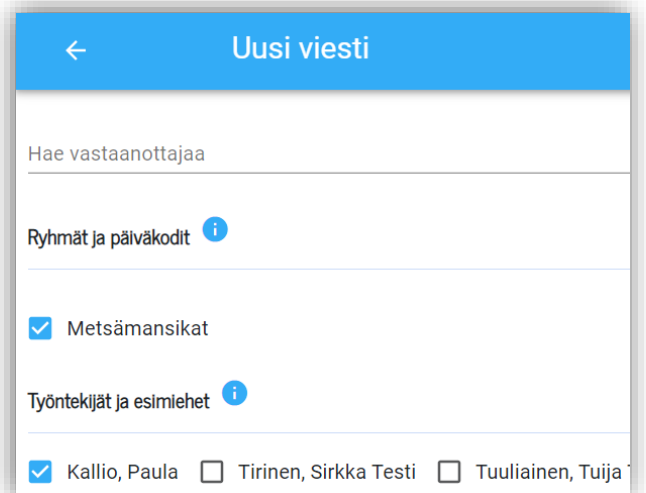 Uusi viesti
Hae vastaanottajaa
Ryhmät ja päiväkodit
Metsämansikat
Työntekijät ja esimiehet
Kallio, Paula Tirinen, Sirkka Testi Tuuliainen, Tuija